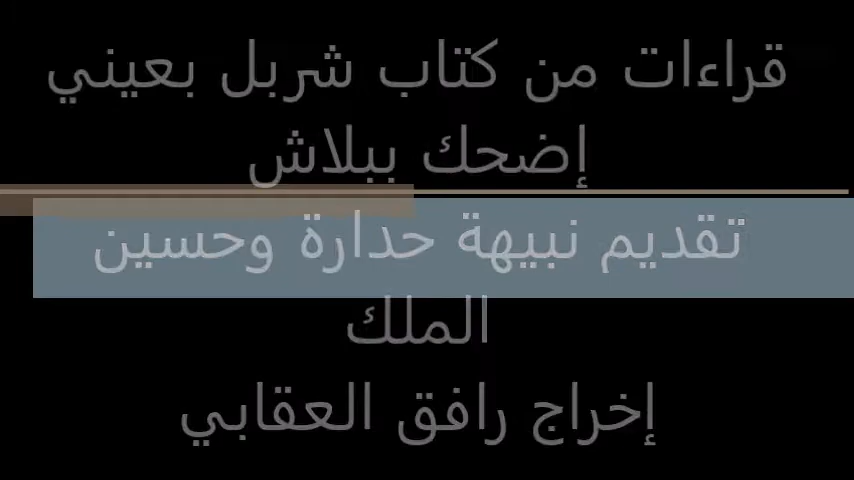 قراءات من كتاب شربل بعيني
إضحك ببلاش
تقديم نبيهة حدارة وحسين
الملك
إخراج رافق العقابي